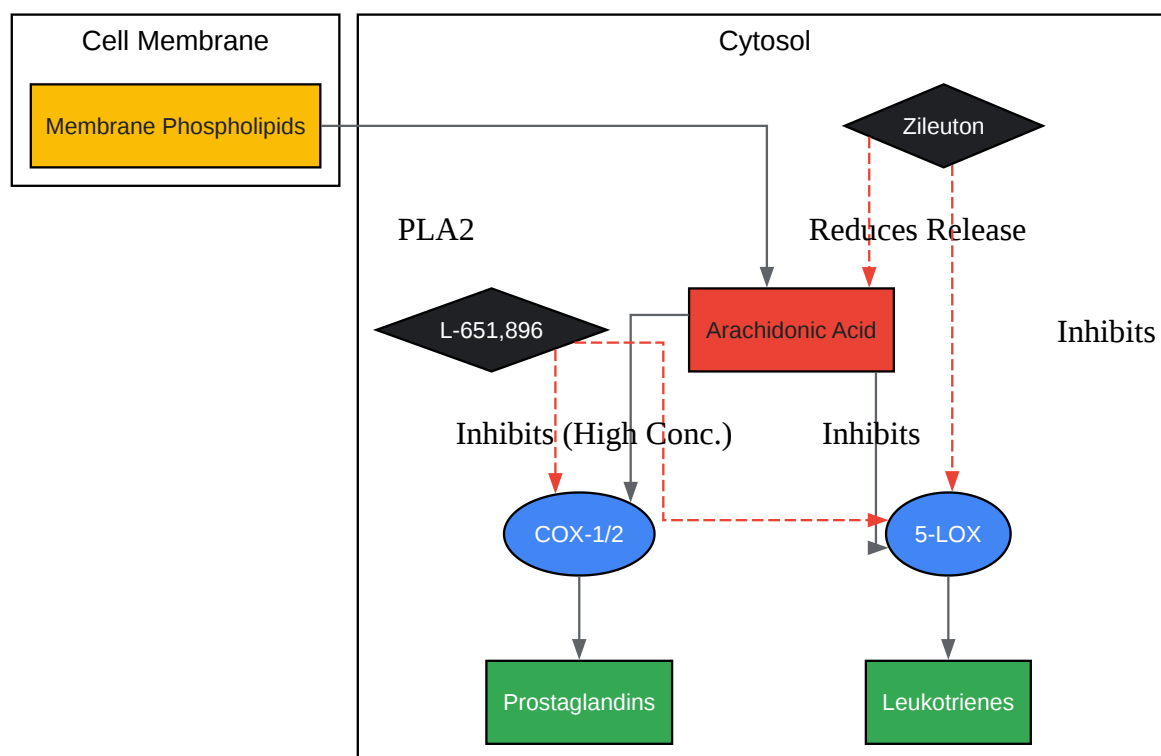 Cell Membrane
Cytosol
Membrane Phospholipids
Zileuton
PLA2
Reduces Release
L-651,896
Arachidonic Acid
Inhibits
Inhibits (High Conc.)
Inhibits
COX-1/2
5-LOX
Prostaglandins
Leukotrienes